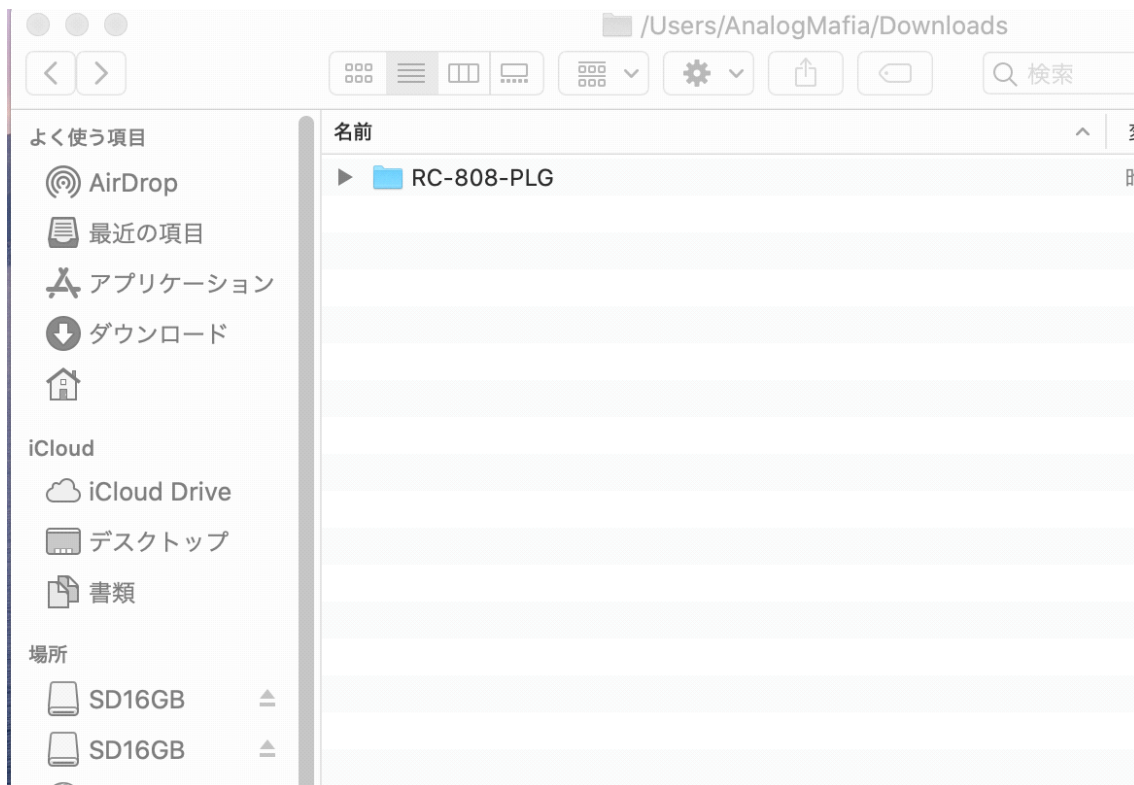 /Users/AnalogMafia/Downloads
検索
よく使う項目
AirDrop
最近の項目
アプリケーション
ダウンロード
iCloud
iCloud Drive
デスクトップ
書類
場所
SD16GB
SD16GB
名前
RC-808-PLG